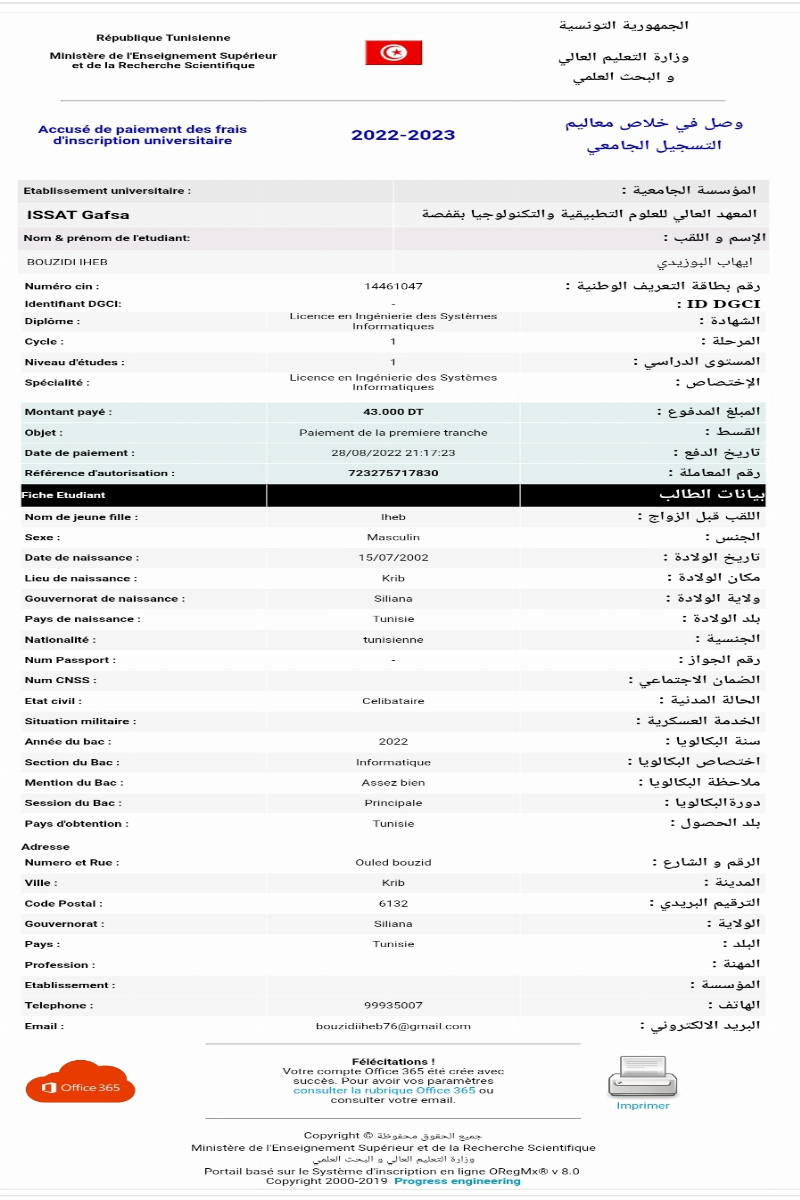 République Tunisienne
Ministère de l'Enseignement Supérieur
et de la Recherche Scientifique
الجمهورية التونسية
وزارة التعليم العالي
و البحث العلمي
Accusé de paiement des frais
d'inscription universitaire
2022-2023
وصل في خلاص معاليم
التسجيل الجامعي
Etablissement universitaire : المؤسسة الجامعية :
ISSAT Gafsa المعهد العالي للعلوم التطبيقية والتكنولوجيا بقفصة
Nom & prénom de l'etudiant: الإسم و اللقب :
BOUZIDI IHEB ايهاب البوزيدي
Numéro cin : 14461047 رقم بطاقة التعريف الوطنية :
Identifiant DGCI: - ID DGCI :
Diplôme : Licence en Ingénierie des Systèmes
Informatiques الشهادة :
Cycle : 1 المرحلة :
Niveau d'études : 1 المستوى الدراسي :
Spécialité : Licence en Ingénierie des Systèmes
Informatiques الإختصاص :
Montant payé : 43.000 DT المبلغ المدفوع :
Objet : Paiement de la premiere tranche القسط :
Date de paiement : 28/08/2022 21:17:23 تاريخ الدفع :
Référence d'autorisation : 723275717830 رقم المعاملة :
Fiche Etudiant بيانات الطالب
Nom de jeune fille : Iheb اللقب قبل الزواج :
Sexe : Masculin الجنس :
Date de naissance : 15/07/2002 تاريخ الولادة :
Lieu de naissance : Krib مكان الولادة :
Gouvernorat de naissance : Siliana ولاية الولادة :
Pays de naissance : Tunisie بلد الولادة :
Nationalité : tunisienne الجنسية :
Num Passport : - رقم الجواز :
Num CNSS : الضمان الاجتماعي :
Etat civil : Celibataire الحالة المدنية :
Situation militaire : الخدمة العسكرية :
Année du bac : 2022 سنة البكالويا :
Section du Bac : Informatique اختصاص البكالويا :
Mention du Bac : Assez bien ملاحظة البكالويا :
Session du Bac : Principale دورةالبكالويا :
Pays d'obtention : Tunisie بلد الحصول :
Adresse
Numero et Rue : Ouled bouzid الرقم و الشارع :
Ville : Krib المدينة :
Code Postal : 6132 الترقيم البريدي :
Gouvernorat : Siliana الولاية :
Pays : Tunisie البلد :
Profession : المهنة :
Etablissement : المؤسسة :
Telephone : 99935007 الهاتف :
Email : bouzidiiheb76@gmail.com البريد الالكتروني :
Office 365
Félécitations !
Votre compte Office 365 été crée avec
succès. Pour avoir vos paramètres
consulter la rubrique Office 365 ou
consulter votre email.
Imprimer
Copyright © جميع الحقوق محفوظة
Ministère de l'Enseignement Supérieur et de la Recherche Scientifique
وزارة التعليم العالي و البحث العلمي
Portail basé sur le Système d'inscription en ligne ORegMx® v 8.0
Copyright 2000-2019 Progress engineering